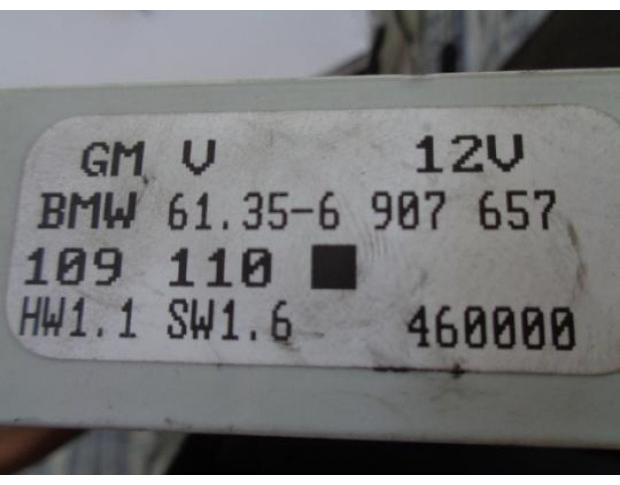 GM V 12V
BMW 61.35-6 907 657
109 110
HW1.1 SW1.6 460000